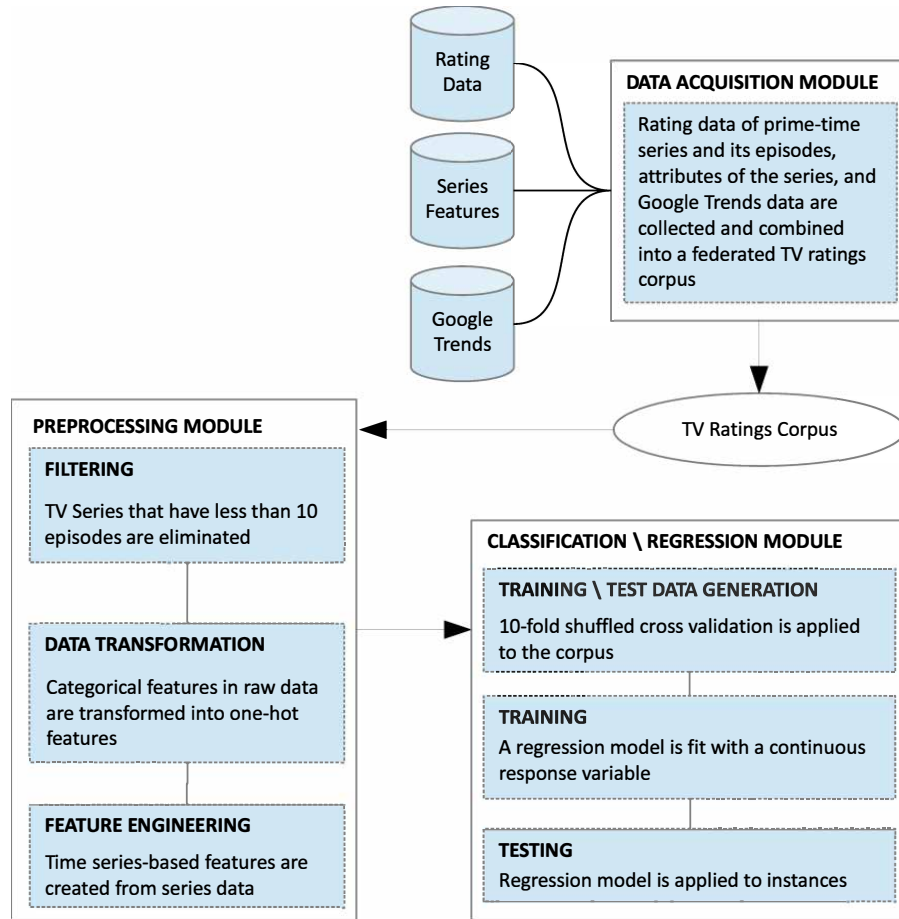 Rating
Data
Series
Features
Google
Trends
DATA ACQUISITION MODULE
Rating data of prime-time
series and its episodes,
attributes of the series, and
Google Trends data are
collected and combined
into a federated TV ratings
corpus
TV Ratings Corpus
PREPROCESSING MODULE
FILTERING
TV Series that have less than 10
episodes are eliminated
DATA TRANSFORMATION
Categorical features in raw data
are transformed into one-hot
features
FEATURE ENGINEERING
Time series-based features are
created from series data
CLASSIFICATION \ REGRESSION MODULE
TRAINING \ TEST DATA GENERATION
10-fold shuffled cross validation is applied
to the corpus
TRAINING
A regression model is fit with a continuous
response variable
TESTING
Regression model is applied to instances